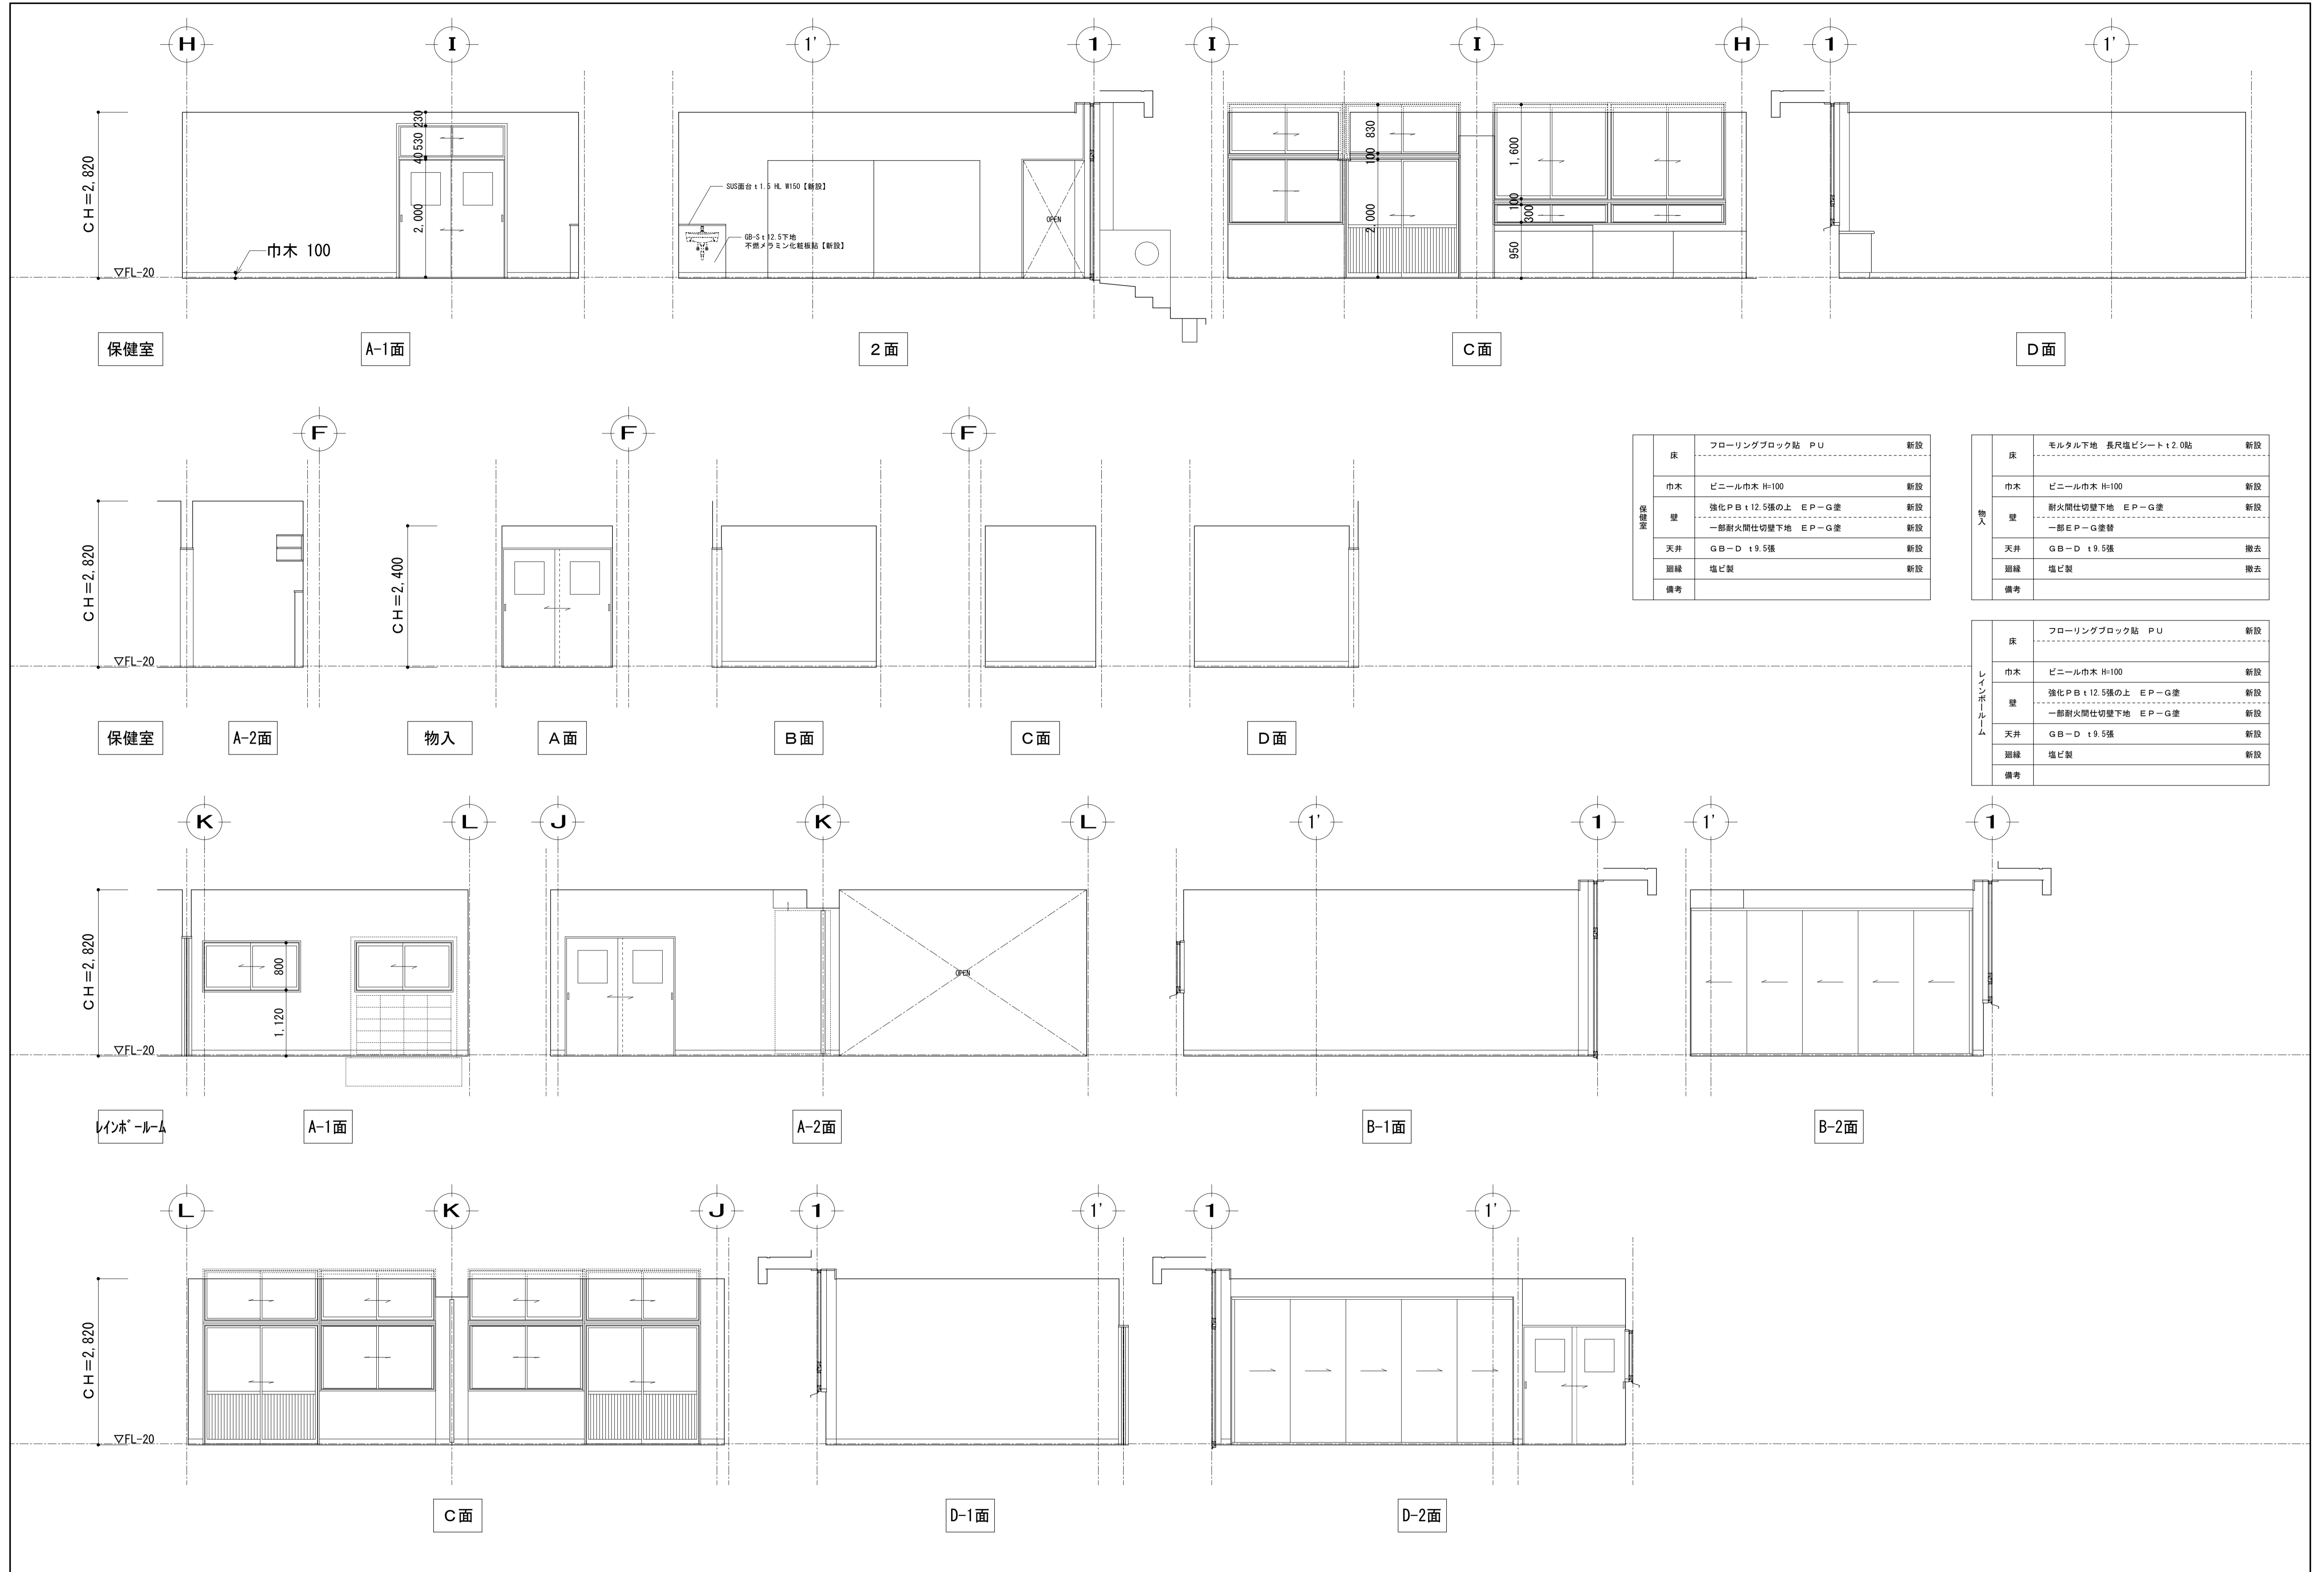 H
I
1'
1
I
I
H
1
1'
CH=2,820
230
530
40
2,000
巾木 100
▽FL-20
SUS面台 t1.5 HL W150【新設】
GB-S t12.5下地
不燃メラミン化粧板貼【新設】
OPEN
830
100
2,000
1,600
100
300
950
保健室
A-1面
2面
C面
D面
F
F
F
CH=2,820
▽FL-20
CH=2,400
保健室
A-2面
物入
A面
B面
C面
D面
保健室
床 フローリングブロック貼 PU 新設
巾木 ビニール巾木 H=100 新設
壁 強化PB t12.5張の上 EP-G塗 新設
一部耐火間仕切壁下地 EP-G塗 新設
天井 GB-D t9.5張 新設
廻縁 塩ビ製 新設
備考
物入
床 モルタル下地 長尺塩ビシート t2.0貼 新設
巾木 ビニール巾木 H=100 新設
壁 耐火間仕切壁下地 EP-G塗 新設
一部EP-G塗替
天井 GB-D t9.5張 撤去
廻縁 塩ビ製 撤去
備考
レインボールーム
床 フローリングブロック貼 PU 新設
巾木 ビニール巾木 H=100 新設
壁 強化PB t12.5張の上 EP-G塗 新設
一部耐火間仕切壁下地 EP-G塗 新設
天井 GB-D t9.5張 新設
廻縁 塩ビ製 新設
備考
K
L
J
K
L
1'
1
1'
1
CH=2,820
▽FL-20
800
1,120
OPEN
ﾚｲﾝﾎﾞｰﾙｰﾑ
A-1面
A-2面
B-1面
B-2面
L
K
J
1
1'
1
1'
CH=2,820
▽FL-20
C面
D-1面
D-2面